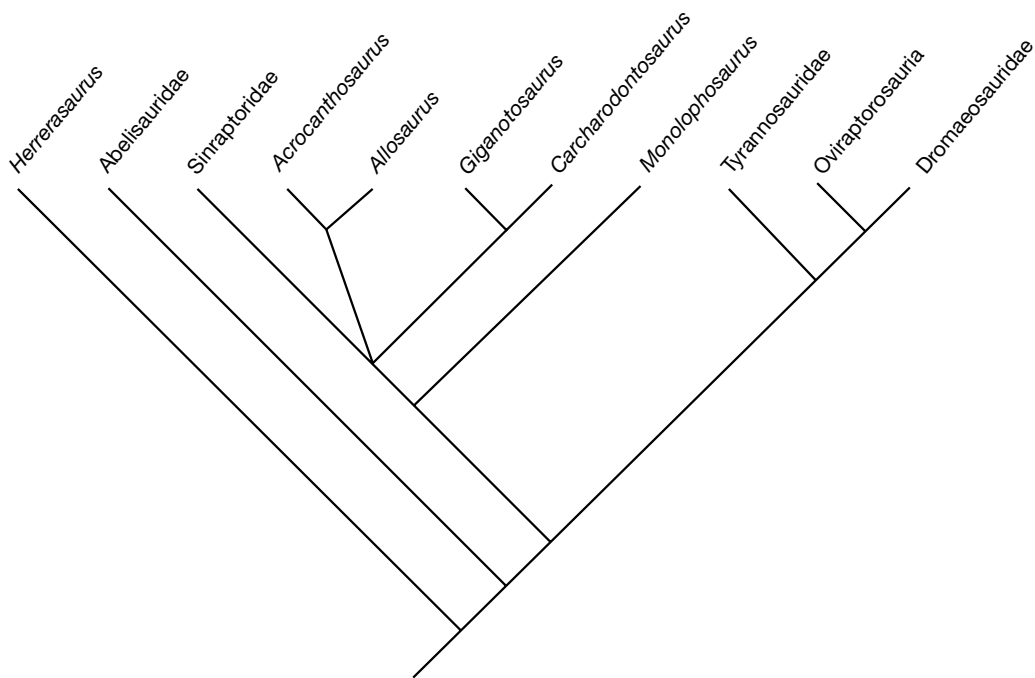 Herrerasaurus
Abelisauridae
Sinraptoridae
Acrocanthosaurus
Allosaurus
Giganotosaurus
Carcharodontosaurus
Monolophosaurus
Tyrannosauridae
Oviraptorosauria
Dromaeosauridae